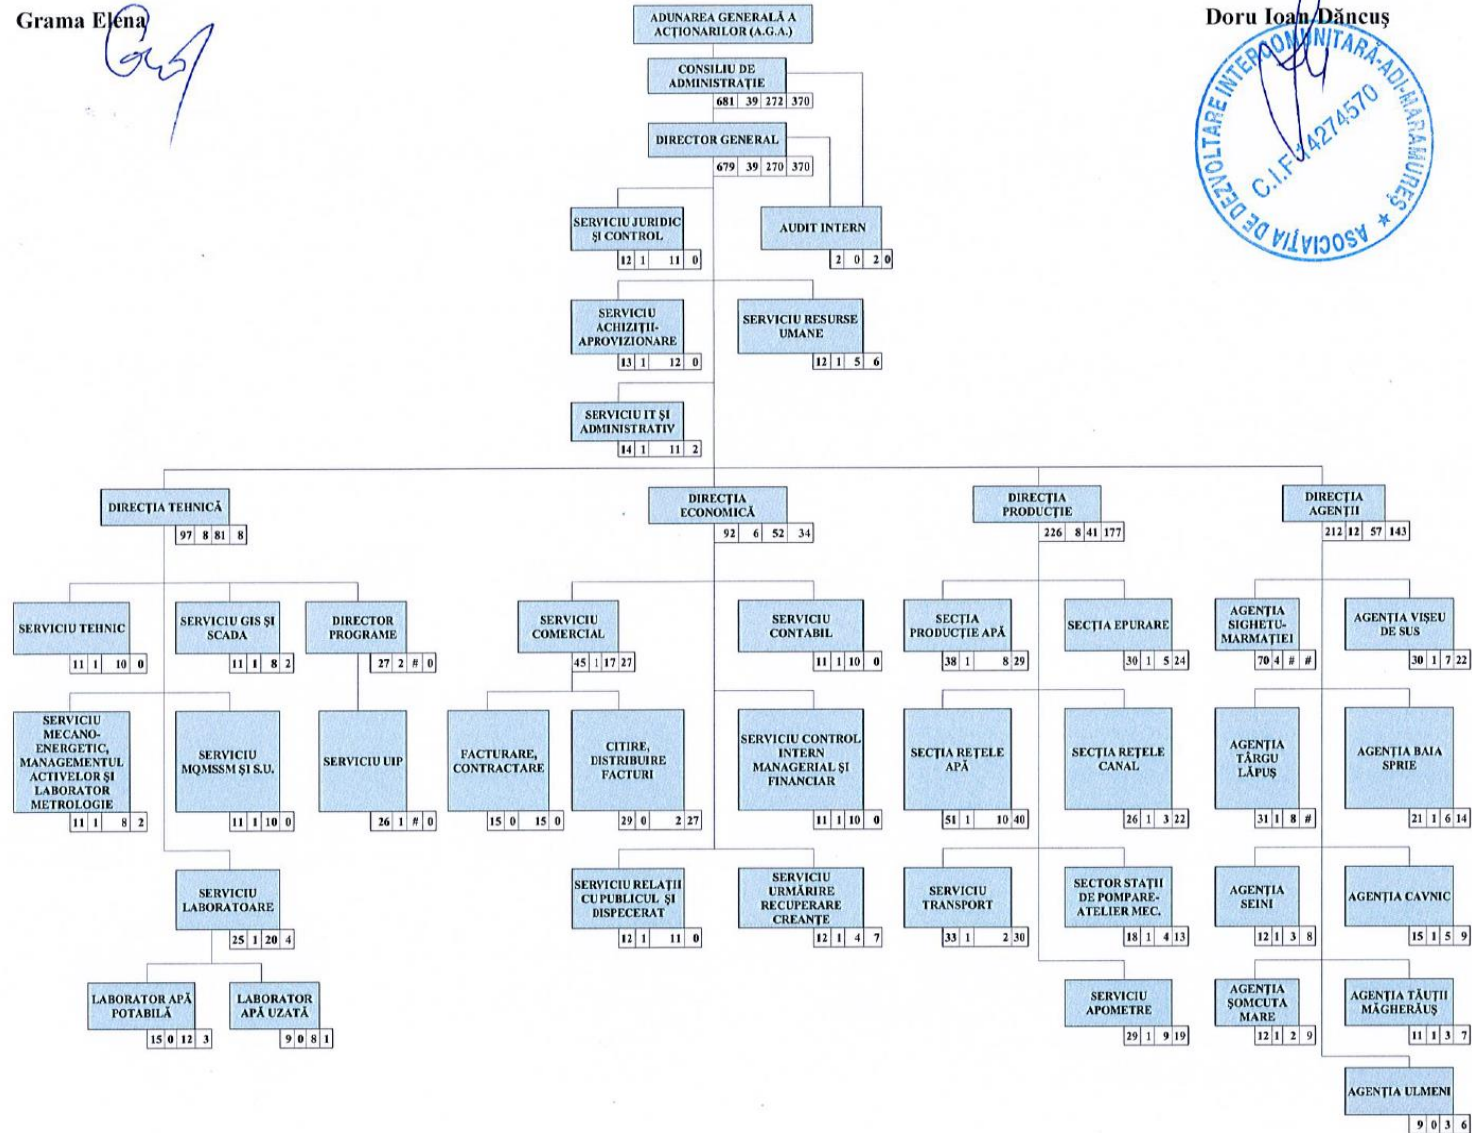 Grama Elena
Doru Ioan Dăncuș
ASOCIAȚIA DE DEZVOLTARE INTERCOMUNITARĂ-ADI-MARAMUREȘ *
C.I.F. 14274570
ADUNAREA GENERALĂ A
ACȚIONARILOR (A.G.A.)
CONSILIU DE
ADMINISTRAȚIE
681 39 272 370
DIRECTOR GENERAL
679 39 270 370
SERVICIU JURIDIC
ȘI CONTROL
12 1 11 0
AUDIT INTERN
2 0 2 0
SERVICIU
ACHIZIȚII-
APROVIZIONARE
13 1 12 0
SERVICIU RESURSE
UMANE
12 1 5 6
SERVICIU IT ȘI
ADMINISTRATIV
14 1 11 2
DIRECȚIA TEHNICĂ
97 8 81 8
DIRECȚIA
ECONOMICĂ
92 6 52 34
DIRECȚIA
PRODUCȚIE
226 8 41 177
DIRECȚIA
AGENȚII
212 12 57 143
SERVICIU TEHNIC
11 1 10 0
SERVICIU GIS ȘI
SCADA
11 1 8 2
DIRECTOR
PROGRAME
27 2 # 0
SERVICIU
COMERCIAL
45 1 17 27
SERVICIU
CONTABIL
11 1 10 0
SECȚIA
PRODUCȚIE APĂ
38 1 8 29
SECȚIA EPURARE
30 1 5 24
AGENȚIA
SIGHETU-
MARMAȚIEI
70 4 # #
AGENȚIA VIȘEU
DE SUS
30 1 7 22
SERVICIU
MECANO-
ENERGETIC,
MANAGEMENTUL
ACTIVELOR ȘI
LABORATOR
METROLOGIE
11 1 8 2
SERVICIU
MQMSSM ȘI S.U.
11 1 10 0
SERVICIU UIP
26 1 # 0
FACTURARE,
CONTRACTARE
15 0 15 0
CITIRE,
DISTRIBUIRE
FACTURI
29 0 2 27
SERVICIU CONTROL
INTERN
MANAGERIAL ȘI
FINANCIAR
11 1 10 0
SECȚIA REȚELE
APĂ
51 1 10 40
SECȚIA REȚELE
CANAL
26 1 3 22
AGENȚIA
TÂRGU
LĂPUȘ
31 1 8 #
AGENȚIA BAIA
SPRIE
21 1 6 14
SERVICIU
LABORATOARE
25 1 20 4
SERVICIU RELAȚII
CU PUBLICUL ȘI
DISPECERAT
12 1 11 0
SERVICIU
URMĂRIRE
RECUPERARE
CREANȚE
12 1 4 7
SERVICIU
TRANSPORT
33 1 2 30
SECTOR STAȚII
DE POMPARE-
ATELIER MEC.
18 1 4 13
AGENȚIA
SEINI
12 1 3 8
AGENȚIA CAVNIC
15 1 5 9
LABORATOR APĂ
POTABILĂ
15 0 12 3
LABORATOR
APĂ UZATĂ
9 0 8 1
SERVICIU
APOMETRE
29 1 9 19
AGENȚIA
ȘOMCUTA
MARE
12 1 2 9
AGENȚIA TĂUȚII
MĂGHERĂUȘ
11 1 3 7
AGENȚIA ULMENI
9 0 3 6